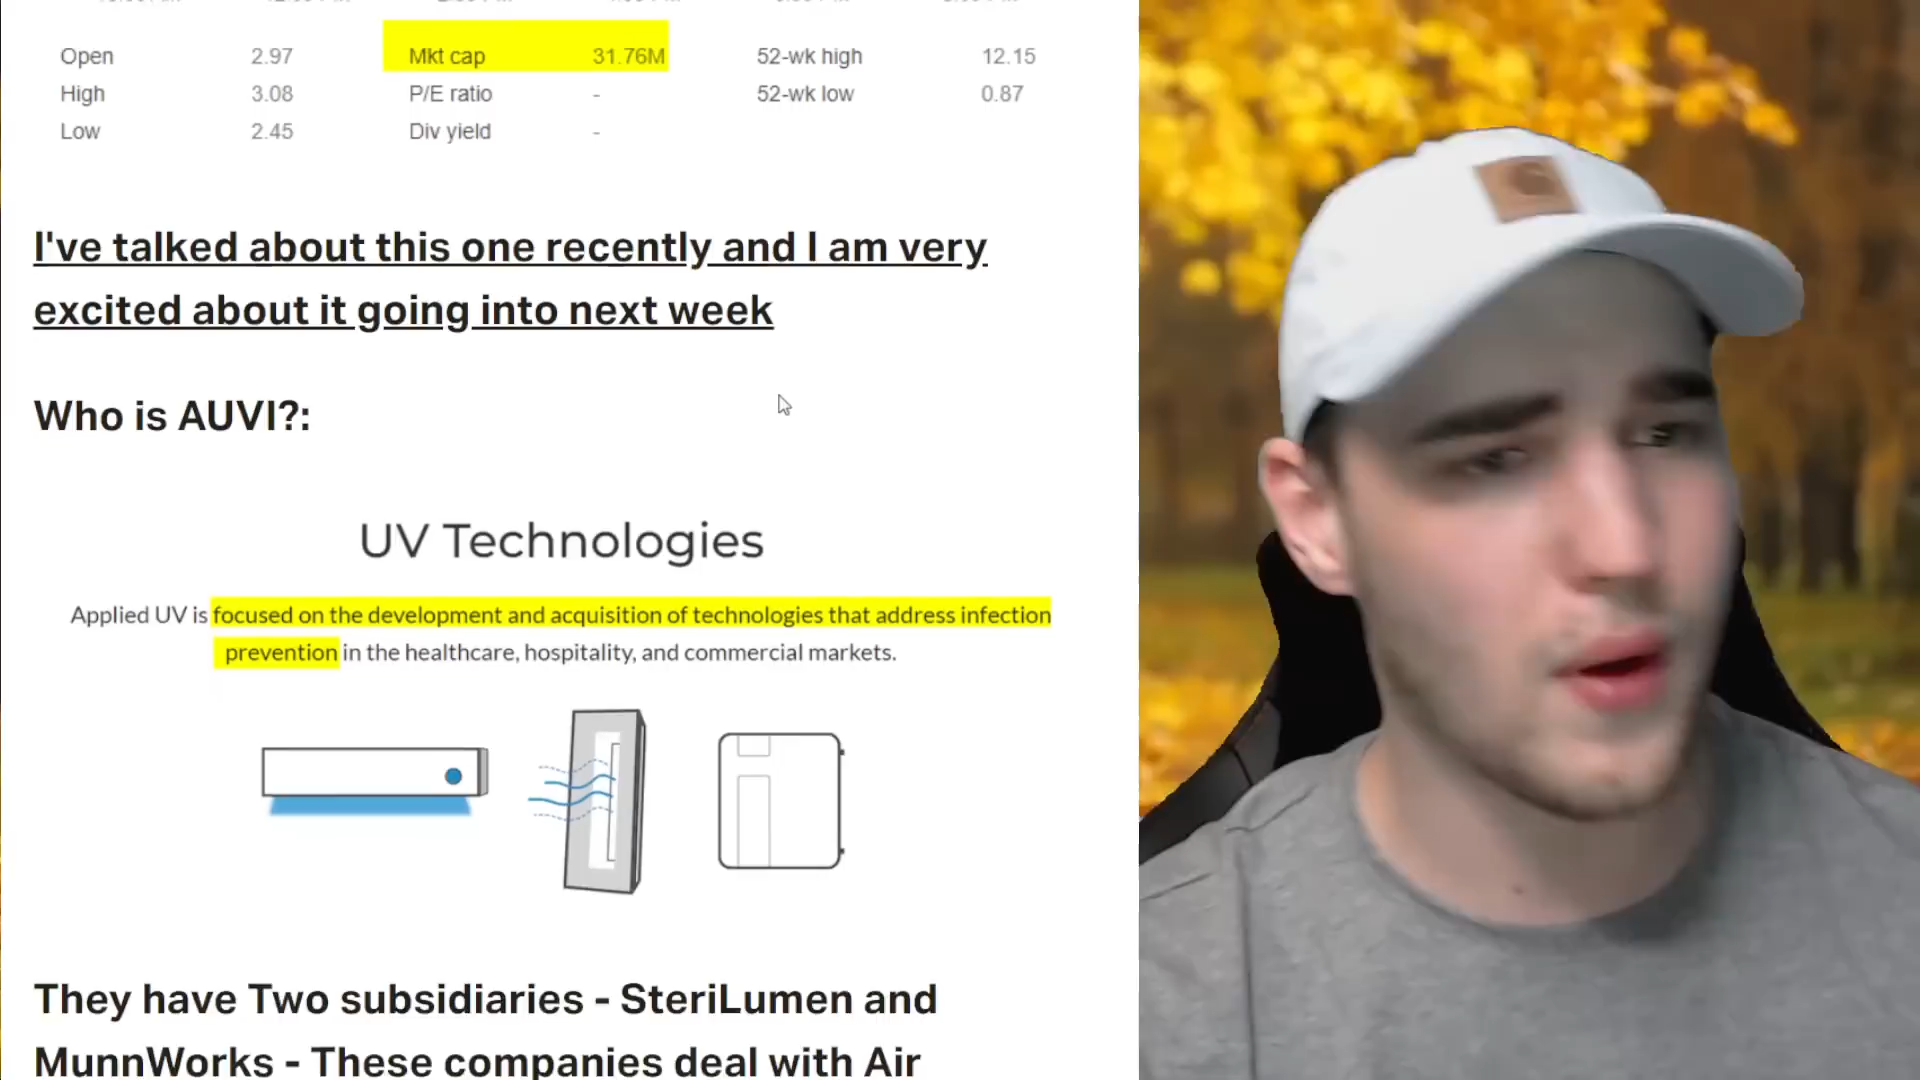 Open 2.97 Mkt cap 31.76M 52-wk high 12.15
High 3.08 P/E ratio - 52-wk low 0.87
Low 2.45 Div yield -
I've talked about this one recently and I am very
excited about it going into next week
Who is AUVI?:
UV Technologies
Applied UV is focused on the development and acquisition of technologies that address infection
prevention in the healthcare, hospitality, and commercial markets.
They have Two subsidiaries - SteriLumen and
MunnWorks - These companies deal with Air